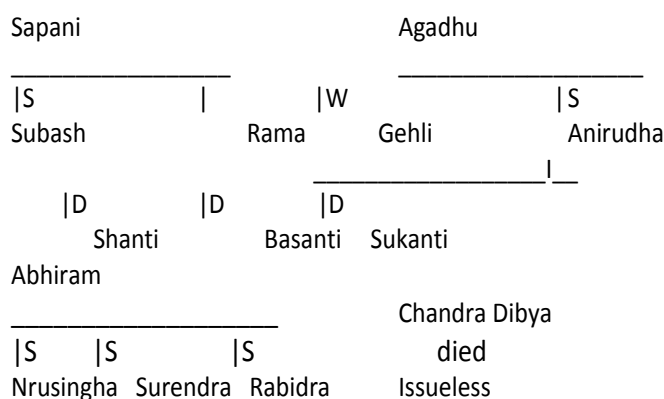 Sapani Agadhu
|S | |W |S
Subash Rama Gehli Anirudha
|D |D |D
Shanti Basanti Sukanti
Abhiram
Chandra Dibya
|S |S |S died
Nrusingha Surendra Rabidra Issueless